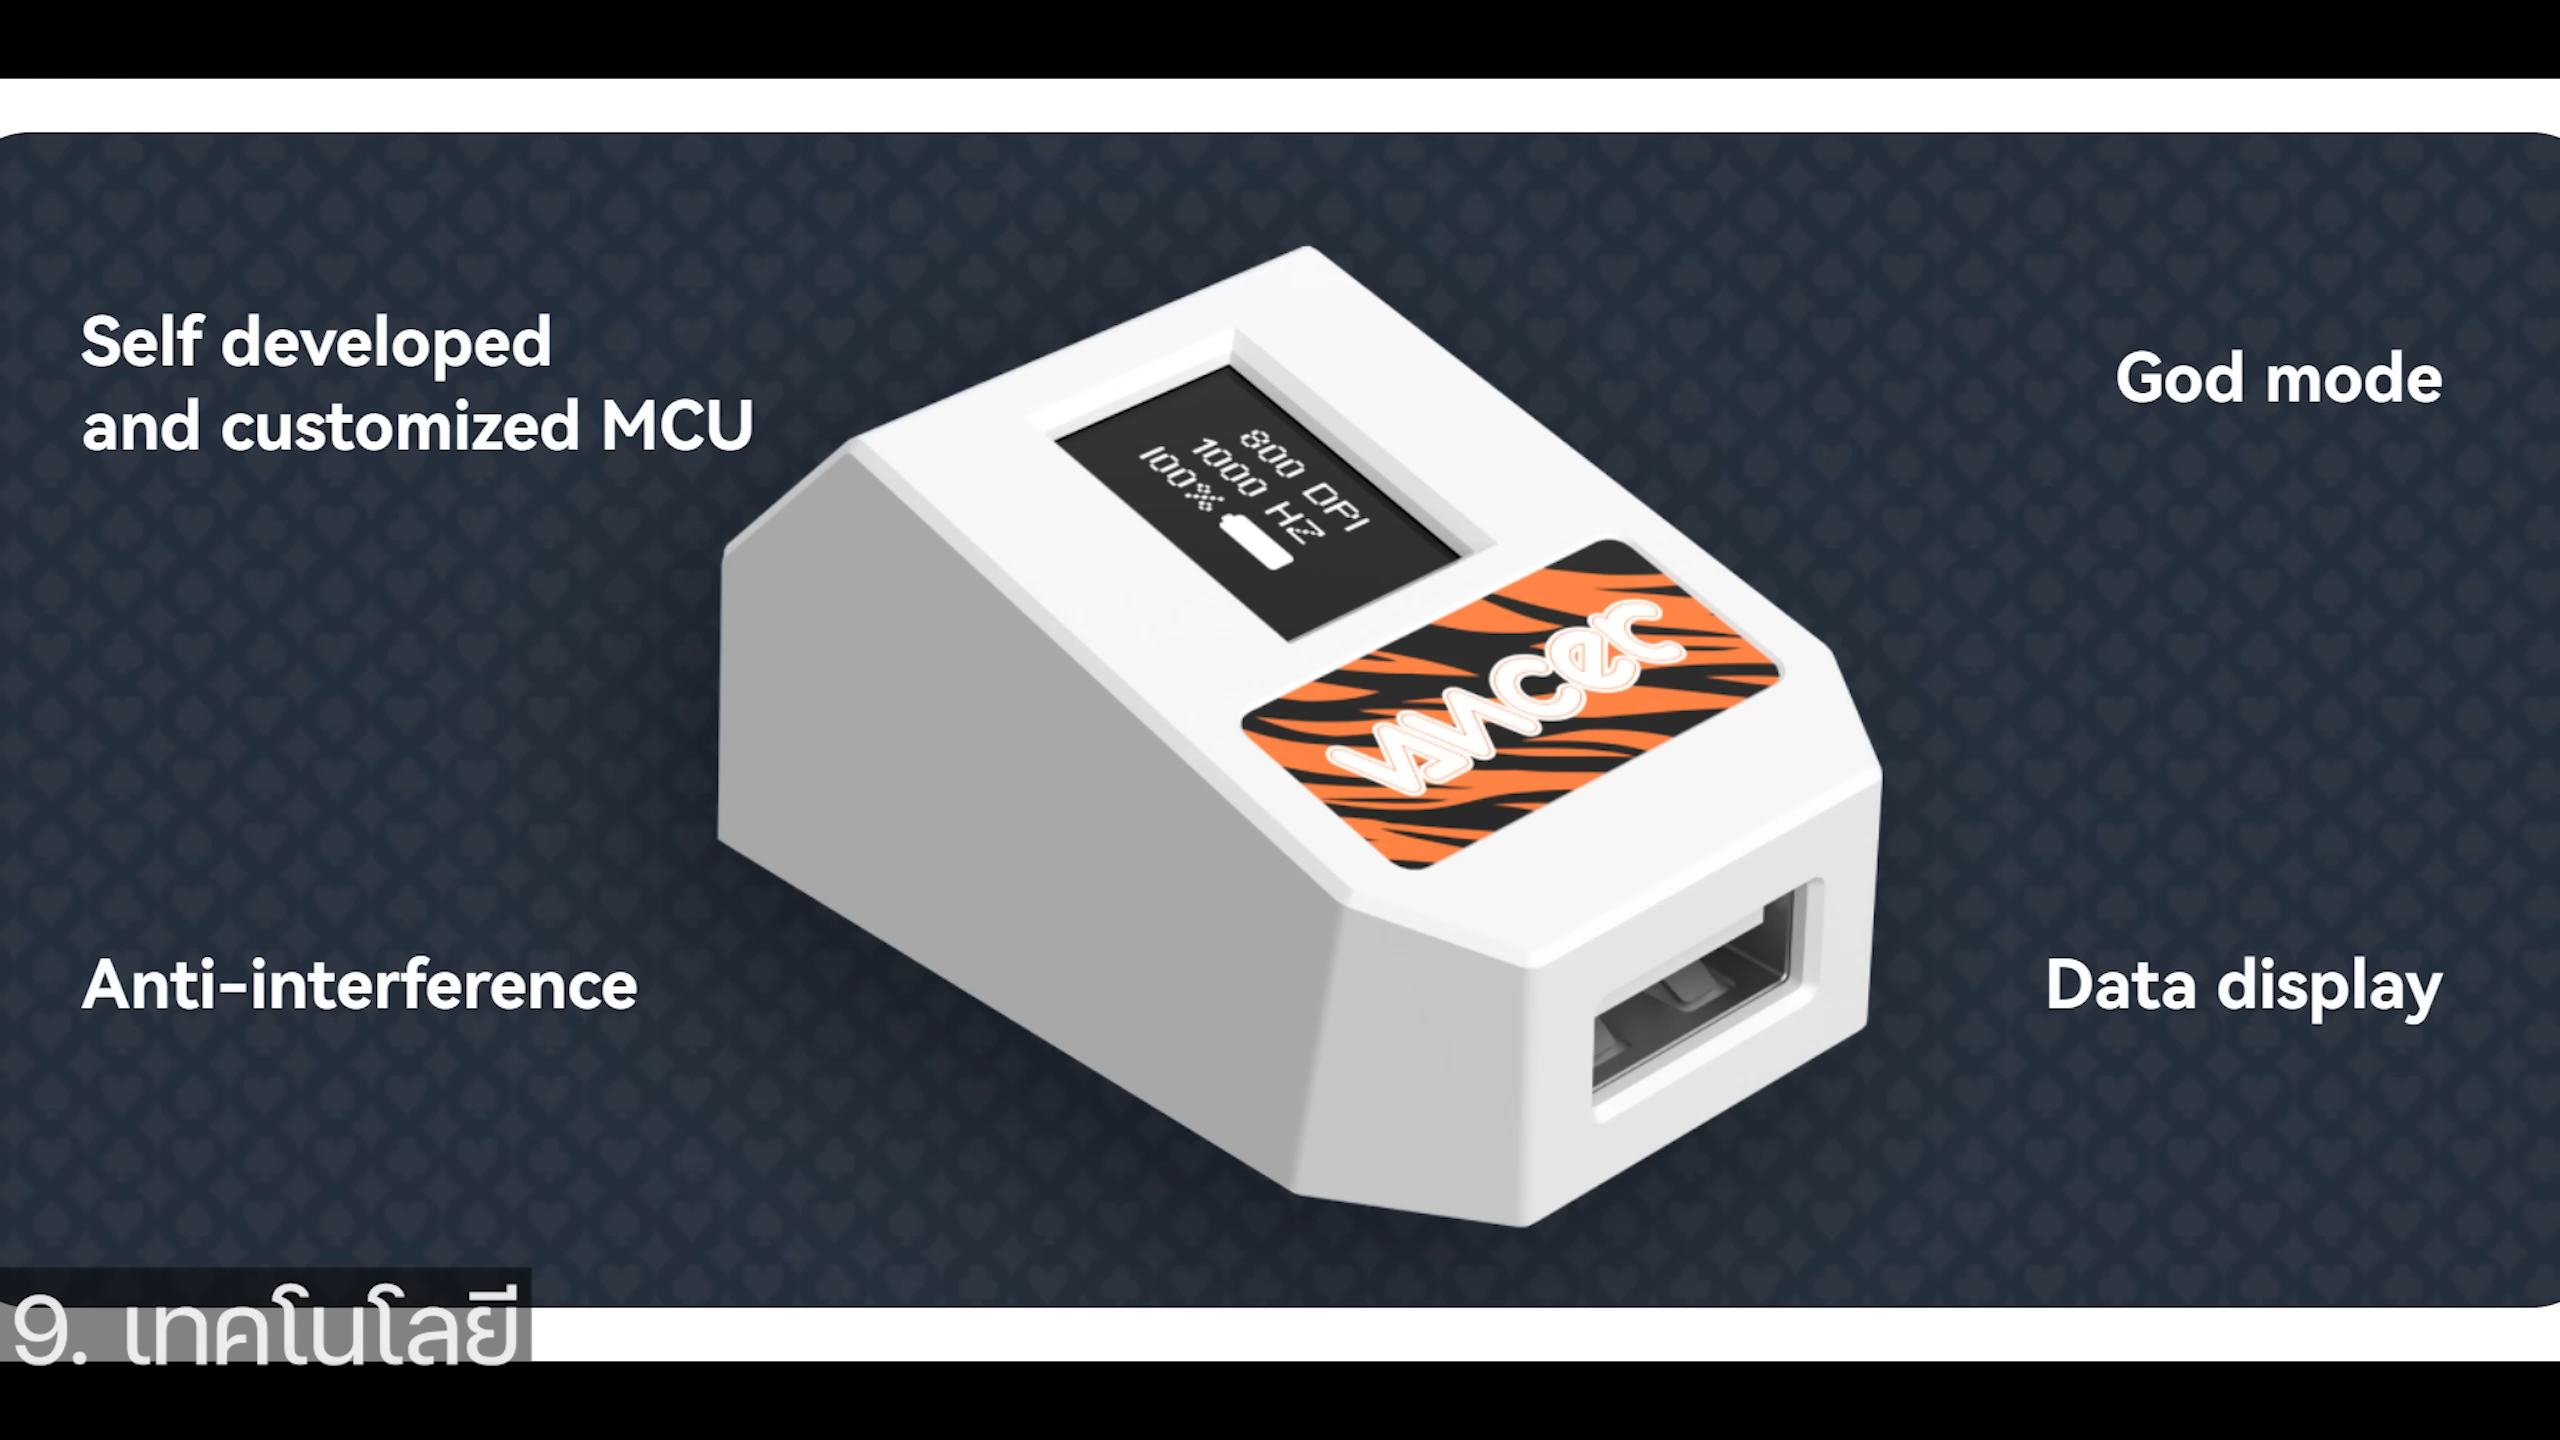 Self developed
and customized MCU
God mode
800 DPI
1000 HZ
100%
vancer
Anti-interference
Data display
9. เทคโนโลยี